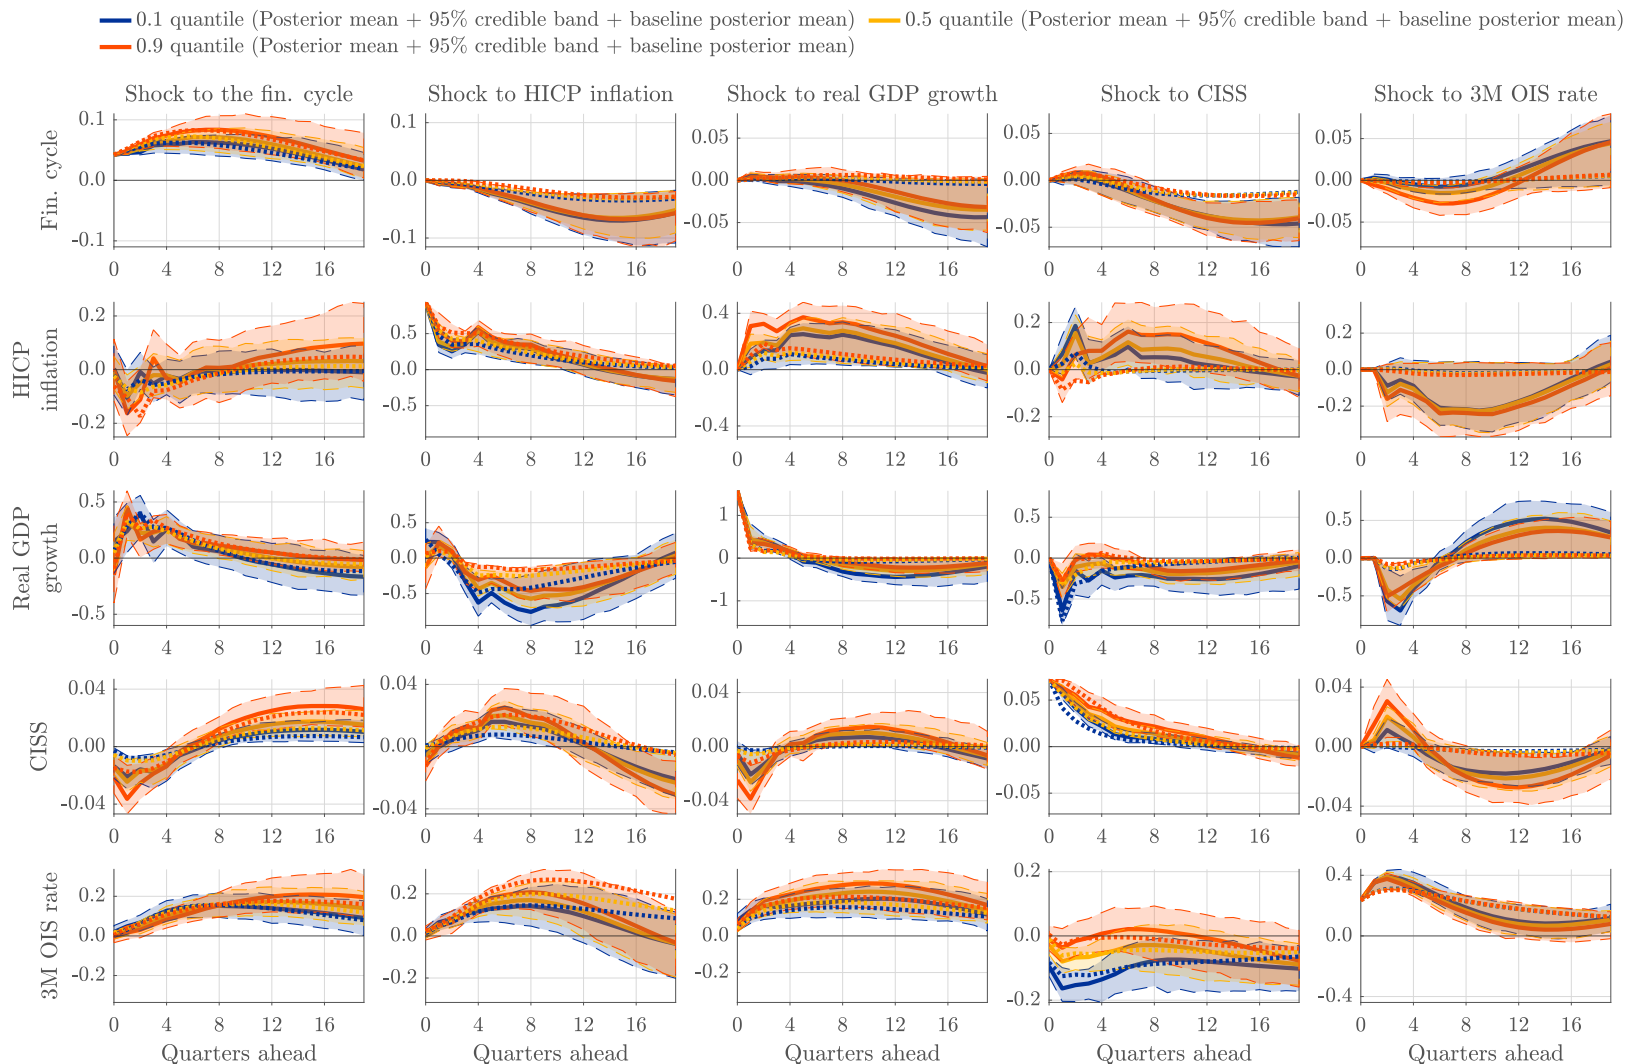 0.1 quantile (Posterior mean + 95% credible band + baseline posterior mean)
0.5 quantile (Posterior mean + 95% credible band + baseline posterior mean)
0.9 quantile (Posterior mean + 95% credible band + baseline posterior mean)
Shock to the fin. cycle
Shock to HICP inflation
Shock to real GDP growth
Shock to CISS
Shock to 3M OIS rate
Fin. cycle
0.1
0.0
-0.1
0 4 8 12 16
0.1
0.0
-0.1
0 4 8 12 16
0.05
0.00
-0.05
0 4 8 12 16
0.05
0.00
-0.05
0 4 8 12 16
0.05
0.00
-0.05
0 4 8 12 16
HICP
inflation
0.2
0.0
-0.2
0 4 8 12 16
0.5
0.0
-0.5
0 4 8 12 16
0.4
0.0
-0.4
0 4 8 12 16
0.2
0.0
-0.2
0 4 8 12 16
0.2
0.0
-0.2
0 4 8 12 16
Real GDP
growth
0.5
0.0
-0.5
0 4 8 12 16
0.5
0.0
-0.5
0 4 8 12 16
1
0
-1
0 4 8 12 16
0.5
0.0
-0.5
0 4 8 12 16
0.5
0.0
-0.5
0 4 8 12 16
CISS
0.04
0.00
-0.04
0 4 8 12 16
0.04
0.00
-0.04
0 4 8 12 16
0.04
0.00
-0.04
0 4 8 12 16
0.05
0.00
-0.05
0 4 8 12 16
0.04
0.00
-0.04
0 4 8 12 16
3M OIS rate
0.2
0.0
-0.2
0 4 8 12 16
0.2
0.0
-0.2
0 4 8 12 16
0.2
0.0
-0.2
0 4 8 12 16
0.2
0.0
-0.2
0 4 8 12 16
0.4
0.0
-0.4
0 4 8 12 16
Quarters ahead
Quarters ahead
Quarters ahead
Quarters ahead
Quarters ahead